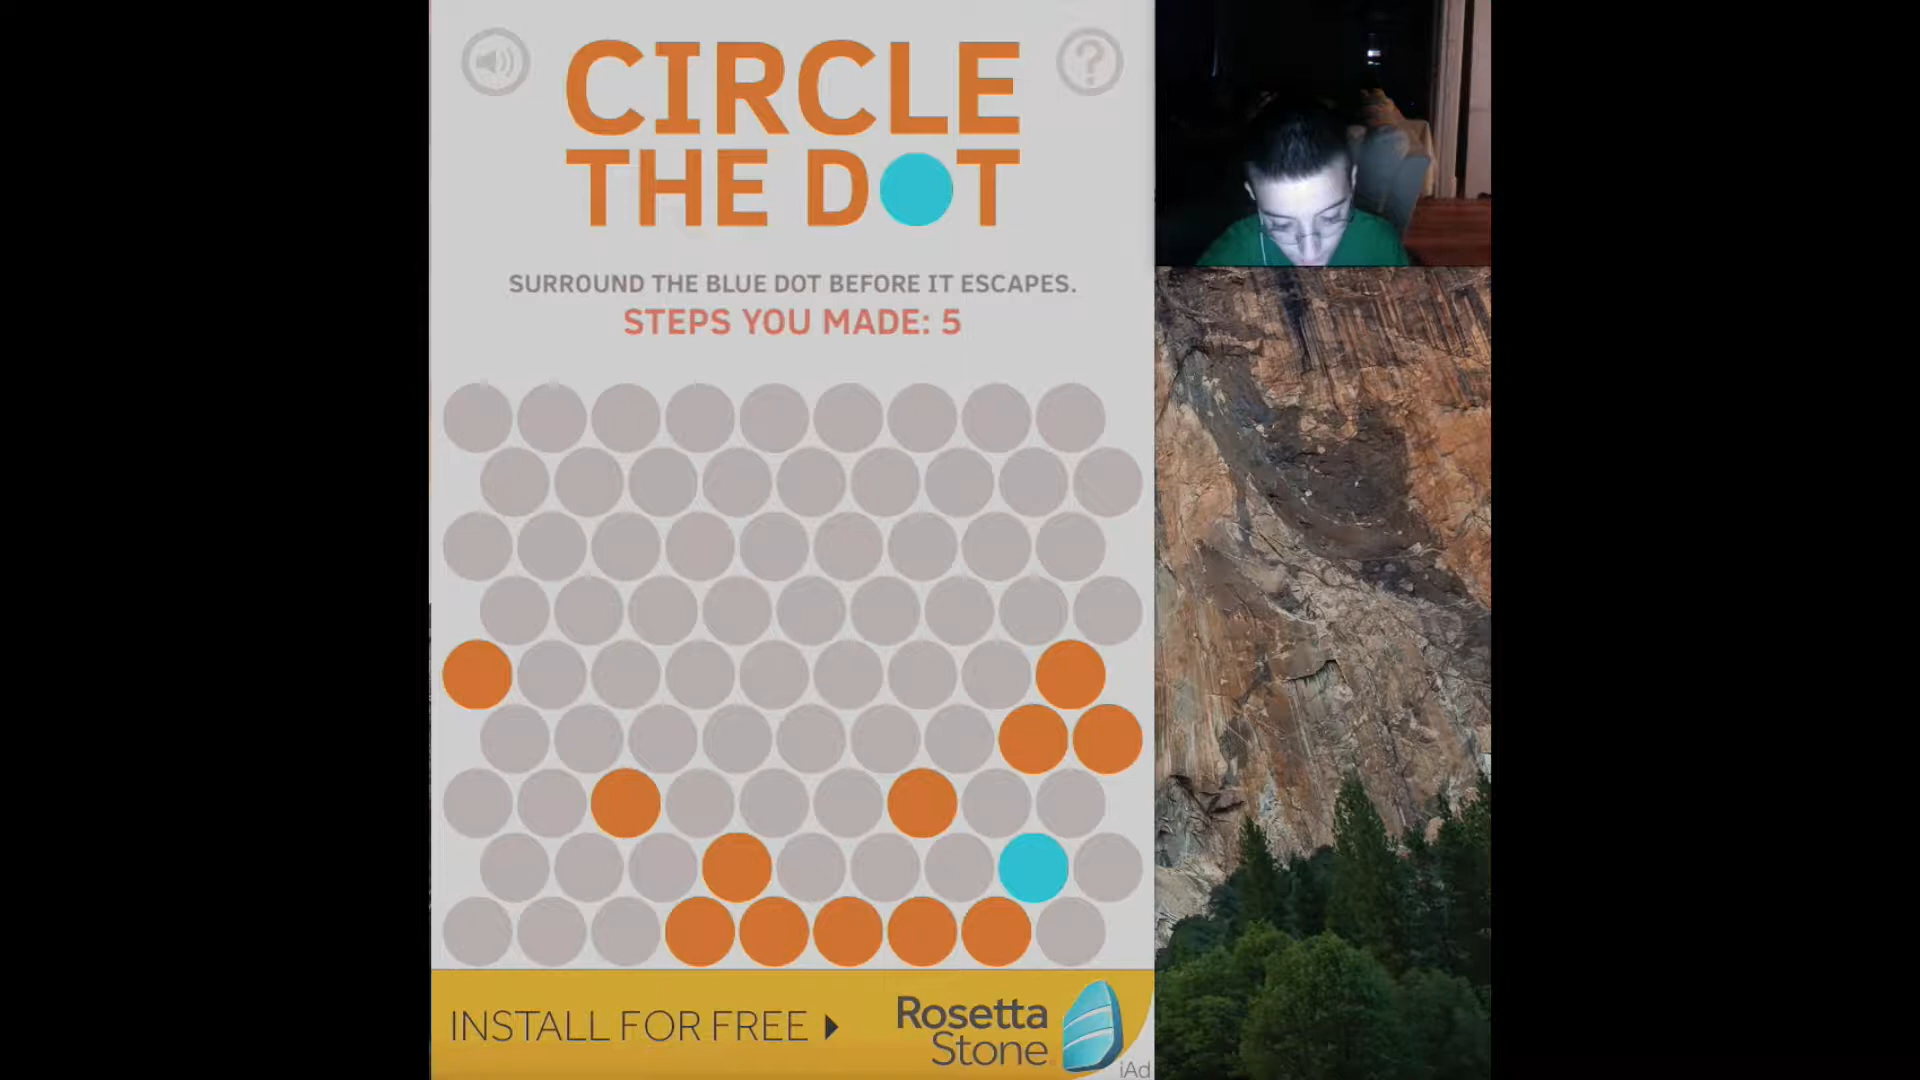 CIRCLE
THE DOT
?
SURROUND THE BLUE DOT BEFORE IT ESCAPES.
STEPS YOU MADE: 5
INSTALL FOR FREE
Rosetta
Stone
iAd